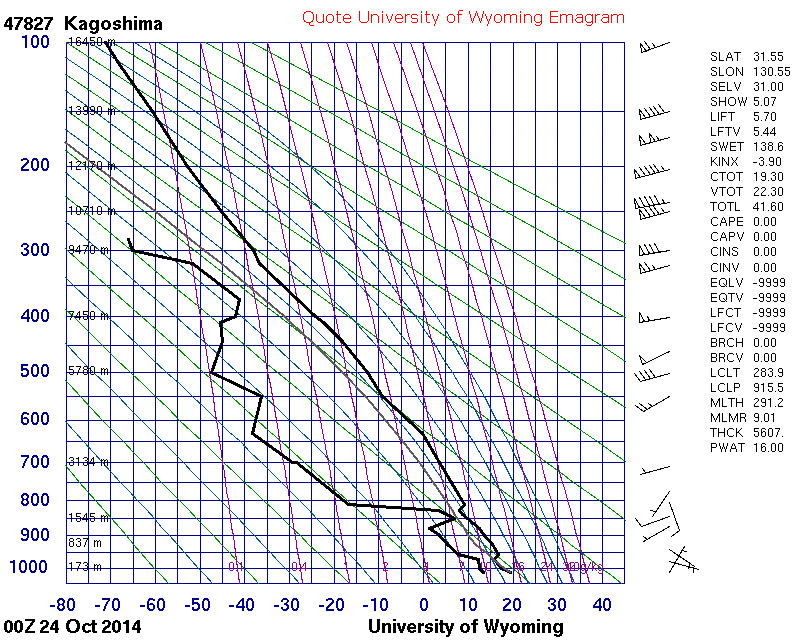 Quote University of Wyoming Emagram
47827 Kagoshima
100
16450 m
13990 m
200
12170 m
10710 m
300
9470 m
400
7450 m
500
5780 m
600
700
3134 m
800
1545 m
900
837 m
1000
173 m
-80 -70 -60 -50 -40 -30 -20 -10 0 10 20 30 40
00Z 24 Oct 2014
University of Wyoming
SLAT 31.55
SLON 130.55
SELV 31.00
SHOW 5.07
LIFT 5.70
LFTV 5.44
SWET 138.6
KINX -3.90
CTOT 19.30
VTOT 22.30
TOTL 41.60
CAPE 0.00
CAPV 0.00
CINS 0.00
CINV 0.00
EQLV -9999
EQTV -9999
LFCT -9999
LFCV -9999
BRCH 0.00
BRCV 0.00
LCLT 283.9
LCLP 915.5
MLTH 291.2
MLMR 9.01
THCK 5607.
PWAT 16.00